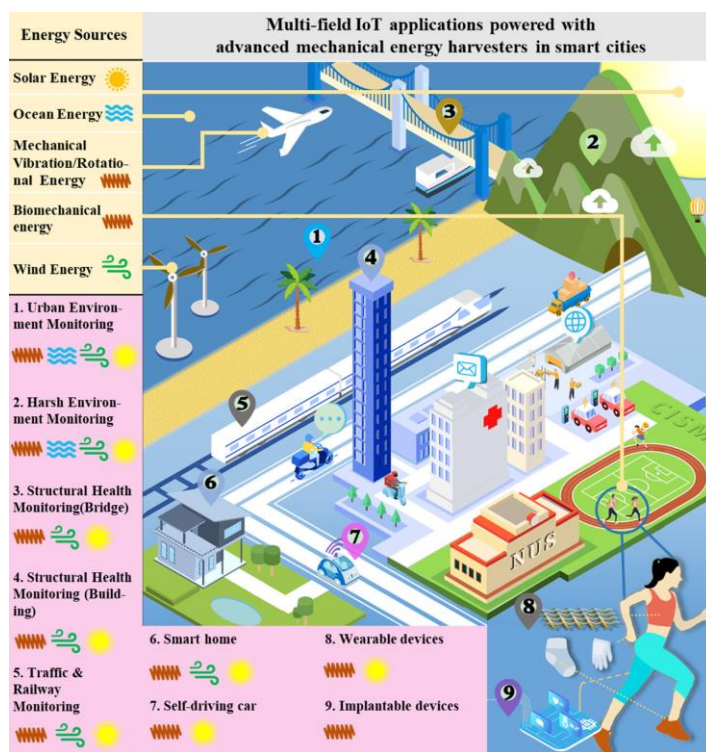 Energy Sources
Multi-field IoT applications powered with
advanced mechanical energy harvesters in smart cities
Solar Energy
Ocean Energy
Mechanical
Vibration/Rotatio-
nal Energy
Biomechanical
energy
Wind Energy
1. Urban Environ-
ment Monitoring
2. Harsh Environ-
ment Monitoring
3. Structural Health
Monitoring(Bridge)
4. Structural Health
Monitoring (Build-
ing)
5. Traffic &
Railway
Monitoring
6. Smart home
7. Self-driving car
8. Wearable devices
9. Implantable devices
3
2
1
4
5
6
7
CISM
NUS
8
9